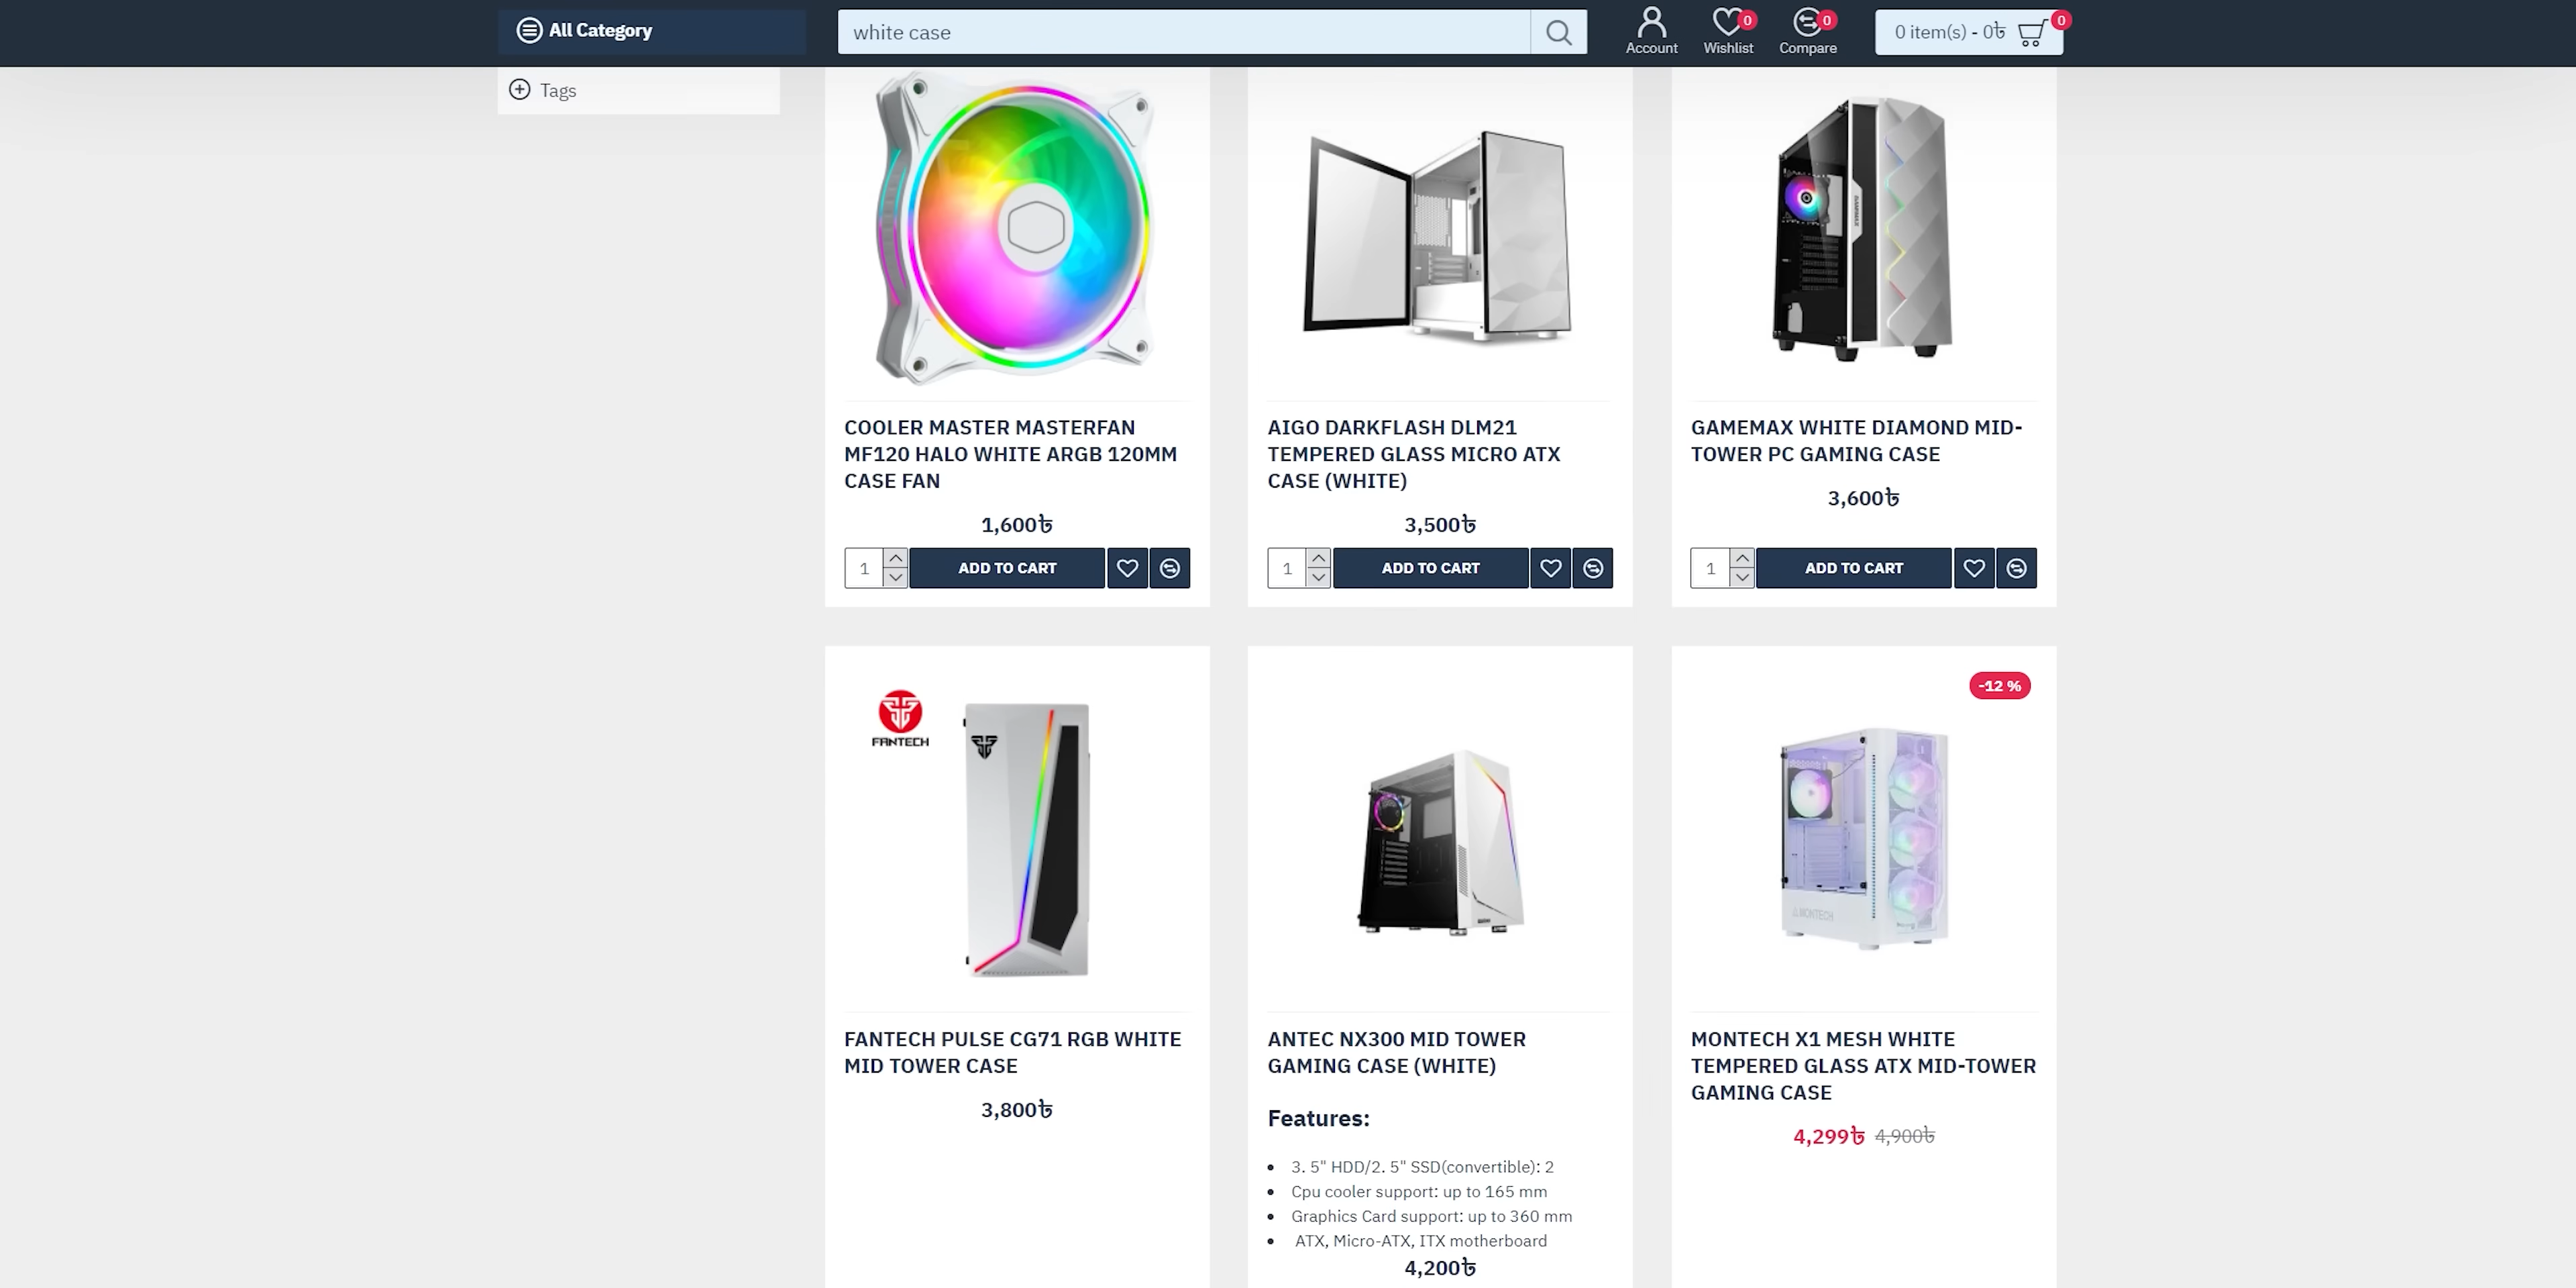 All Category
white case
0
0
Account
Wishlist
Compare
0 item(s) - 0৳
0
Tags
COOLER MASTER MASTERFAN
MF120 HALO WHITE ARGB 120MM
CASE FAN
1,600৳
1
ADD TO CART
AIGO DARKFLASH DLM21
TEMPERED GLASS MICRO ATX
CASE (WHITE)
3,500৳
1
ADD TO CART
GAMEMAX WHITE DIAMOND MID-
TOWER PC GAMING CASE
3,600৳
1
ADD TO CART
FANTECH
FANTECH PULSE CG71 RGB WHITE
MID TOWER CASE
3,800৳
ANTEC NX300 MID TOWER
GAMING CASE (WHITE)
Features:
3. 5" HDD/2. 5" SSD(convertible): 2
Cpu cooler support: up to 165 mm
Graphics Card support: up to 360 mm
ATX, Micro-ATX, ITX motherboard
4,200৳
-12 %
MONTECH
MONTECH X1 MESH WHITE
TEMPERED GLASS ATX MID-TOWER
GAMING CASE
4,299৳ 4,900৳